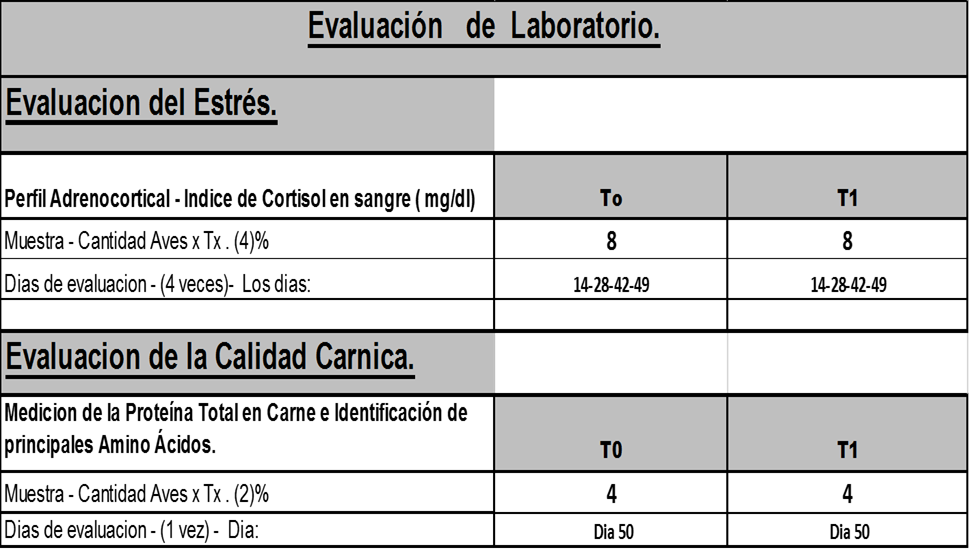 Evaluación de Laboratorio.
Evaluacion del Estrés.
Perfil Adrenocortical - Indice de Cortisol en sangre ( mg/dl) To T1
Muestra - Cantidad Aves x Tx . (4)% 8 8
Dias de evaluacion - (4 veces)- Los dias: 14-28-42-49 14-28-42-49
Evaluacion de la Calidad Carnica.
Medicion de la Proteína Total en Carne e Identificación de
principales Amino Ácidos. T0 T1
Muestra - Cantidad Aves x Tx . (2)% 4 4
Dias de evaluacion - (1 vez) - Dia: Dia 50 Dia 50